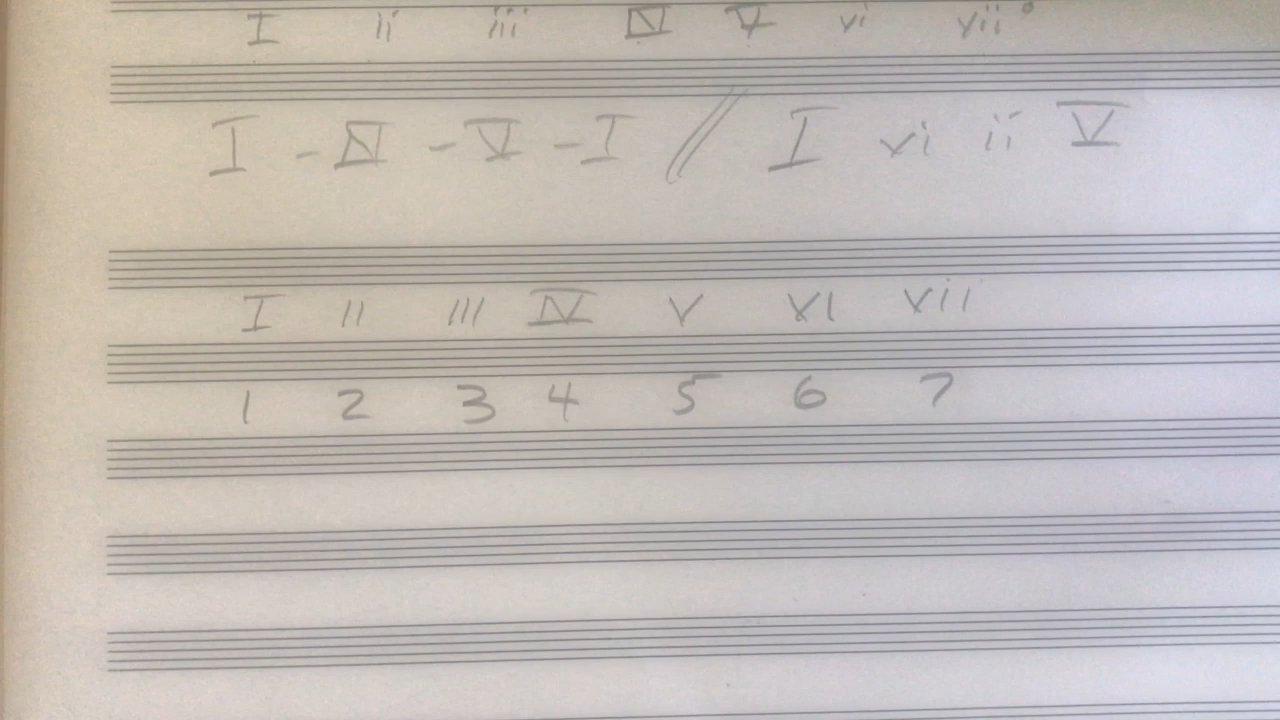 I ii iii IV V vi vii°
I - IV - V - I // I vi ii V
I II III IV V VI VII
1 2 3 4 5 6 7